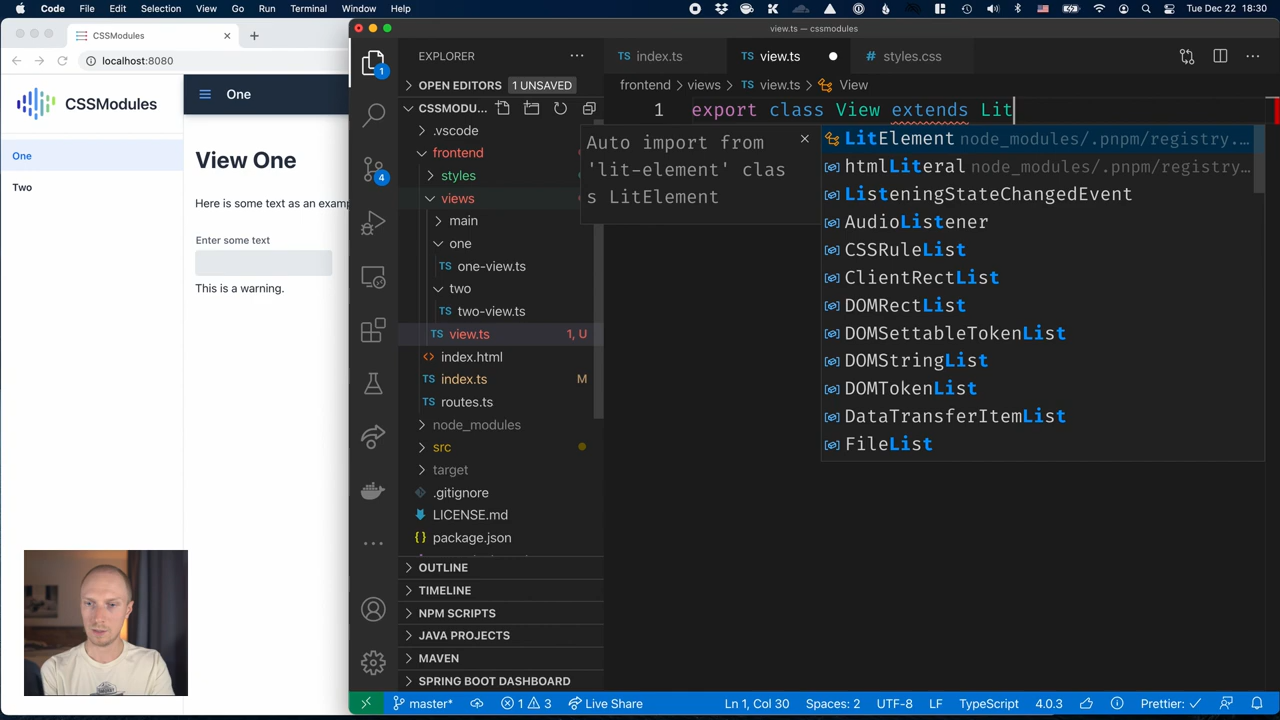 Code File Edit Selection View Go Run Terminal Window Help Tue Dec 22 18:30
CSSModules
localhost:8080
CSSModules
One
One
Two
View One
Here is some text as an examp
Enter some text
This is a warning.
view.ts — cssmodules
EXPLORER
OPEN EDITORS 1 UNSAVED
CSSMODU...
.vscode
frontend
styles
views
main
one
one-view.ts
two
two-view.ts
view.ts 1, U
index.html
index.ts M
routes.ts
node_modules
src
target
.gitignore
LICENSE.md
package.json
OUTLINE
TIMELINE
NPM SCRIPTS
JAVA PROJECTS
MAVEN
SPRING BOOT DASHBOARD
1
4
TS index.ts TS view.ts # styles.css
frontend › views › TS view.ts › View
1 export class View extends Lit
Auto import from
'lit-element' clas
s LitElement
LitElement node_modules/.pnpm/registry....
htmlLiteral node_modules/.pnpm/registry...
ListeningStateChangedEvent
AudioListener
CSSRuleList
ClientRectList
DOMRectList
DOMSettableTokenList
DOMStringList
DOMTokenList
DataTransferItemList
FileList
master* 1 3 Live Share Ln 1, Col 30 Spaces: 2 UTF-8 LF TypeScript 4.0.3 Prettier: ✓